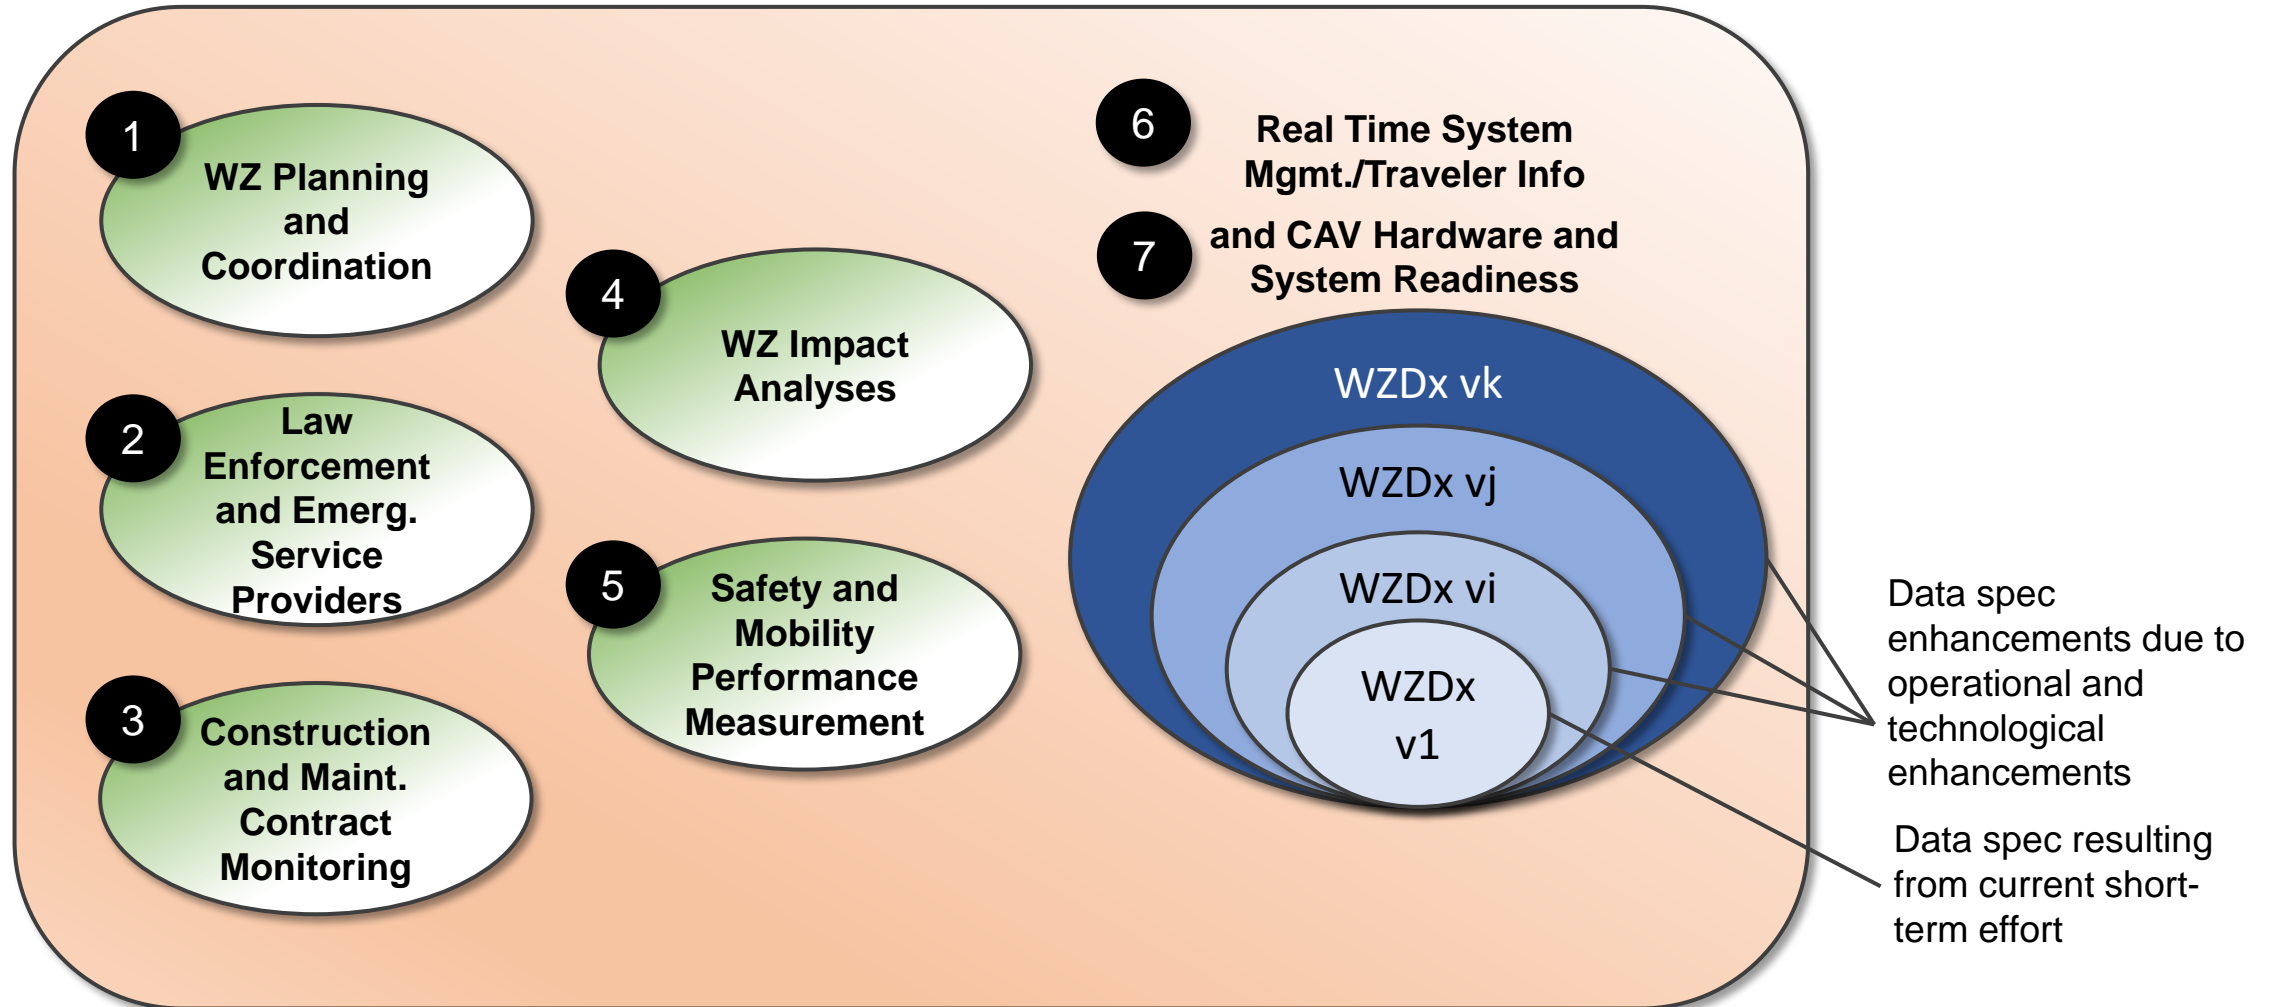 1
WZ Planning
and
Coordination
2
Law
Enforcement
and Emerg.
Service
Providers
3
Construction
and Maint.
Contract
Monitoring
4
WZ Impact
Analyses
5
Safety and
Mobility
Performance
Measurement
6
Real Time System
Mgmt./Traveler Info
7
and CAV Hardware and
System Readiness
WZDx vk
WZDx vj
WZDx vi
WZDx
v1
Data spec
enhancements due to
operational and
technological
enhancements
Data spec resulting
from current short-
term effort